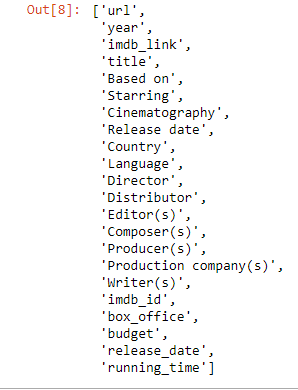 Out[8]: ['url',
'year',
'imdb_link',
'title',
'Based on',
'Starring',
'Cinematography',
'Release date',
'Country',
'Language',
'Director',
'Distributor',
'Editor(s)',
'Composer(s)',
'Producer(s)',
'Production company(s)',
'Writer(s)',
'imdb_id',
'box_office',
'budget',
'release_date',
'running_time']